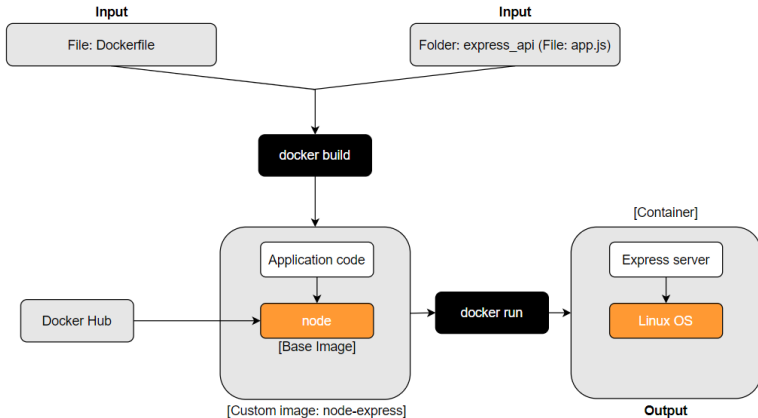 Input
Input
File: Dockerfile
Folder: express_api (File: app.js)
docker build
[Container]
Application code
Express server
Docker Hub
node
docker run
Linux OS
[Base Image]
[Custom image: node-express]
Output